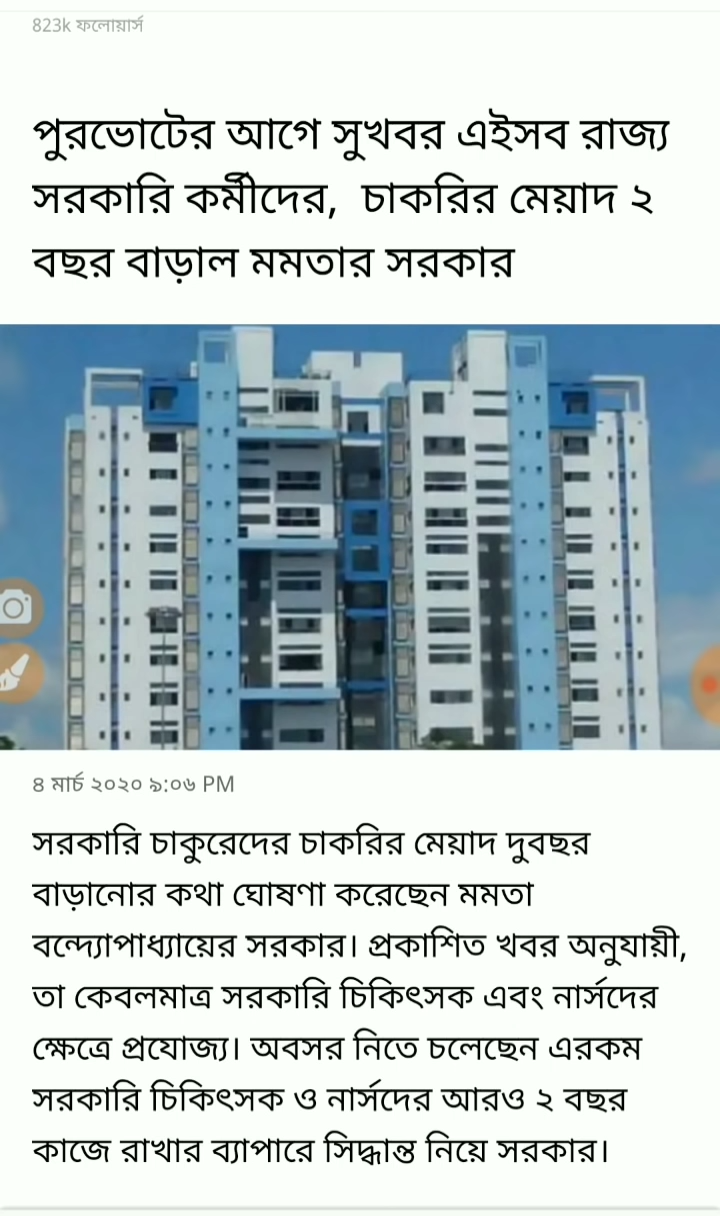 823k ফলোয়ার্স
পুরভোটের আগে সুখবর এইসব রাজ্য
সরকারি কর্মীদের, চাকরির মেয়াদ ২
বছর বাড়াল মমতার সরকার
৪ মার্চ ২০২০ ৯:০৬ PM
সরকারি চাকুরেদের চাকরির মেয়াদ দুবছর
বাড়ানোর কথা ঘোষণা করেছেন মমতা
বন্দ্যোপাধ্যায়ের সরকার। প্রকাশিত খবর অনুযায়ী,
তা কেবলমাত্র সরকারি চিকিৎসক এবং নার্সদের
ক্ষেত্রে প্রযোজ্য। অবসর নিতে চলেছেন এরকম
সরকারি চিকিৎসক ও নার্সদের আরও ২ বছর
কাজে রাখার ব্যাপারে সিদ্ধান্ত নিয়ে সরকার।